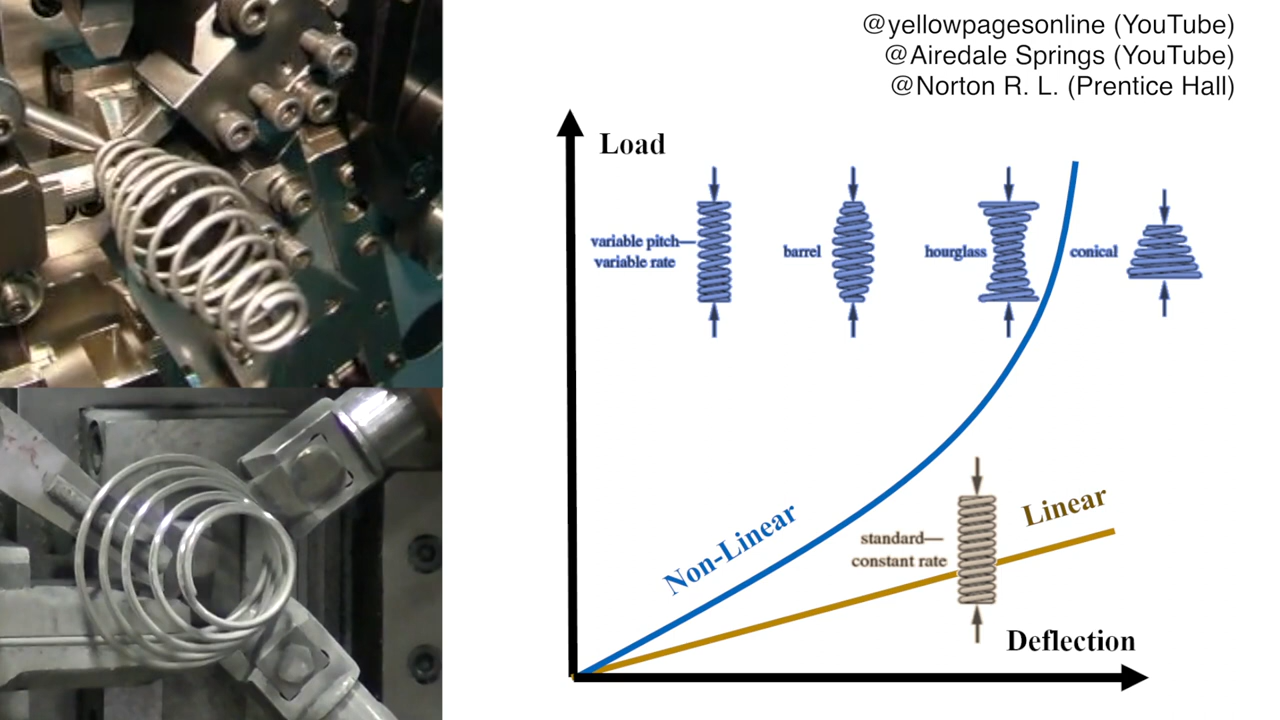 @yellowpagesonline (YouTube)
@Airedale Springs (YouTube)
@Norton R. L. (Prentice Hall)
Load
variable pitch—
variable rate
barrel
hourglass
conical
Non-Linear
standard—
constant rate
Linear
Deflection